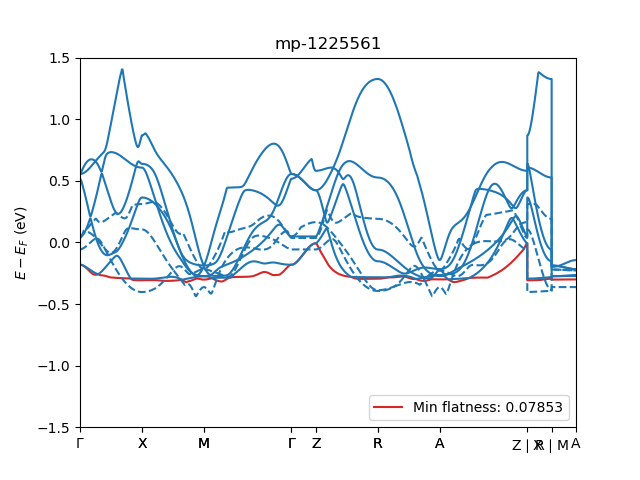 mp-1225561
E − E_F (eV)
1.5
1.0
0.5
0.0
−0.5
−1.0
−1.5
Min flatness: 0.07853
Γ X M Γ Z R A Z | X R | M A